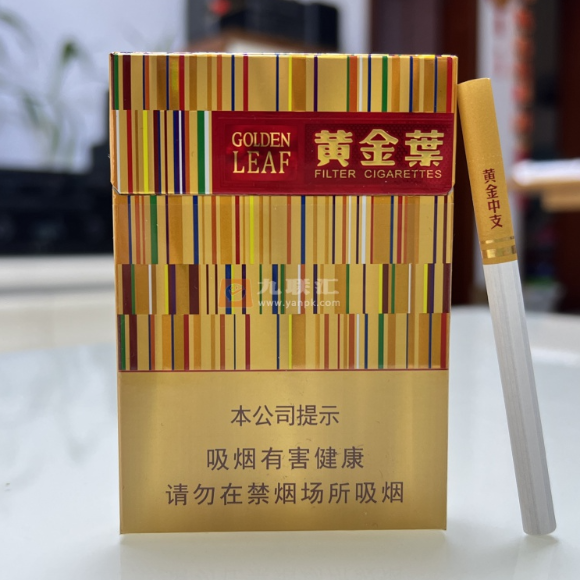 GOLDEN
LEAF
黄金葉
FILTER CIGARETTES
黄金中支
九联汇
www.yanpk.com
本公司提示
吸烟有害健康
请勿在禁烟场所吸烟